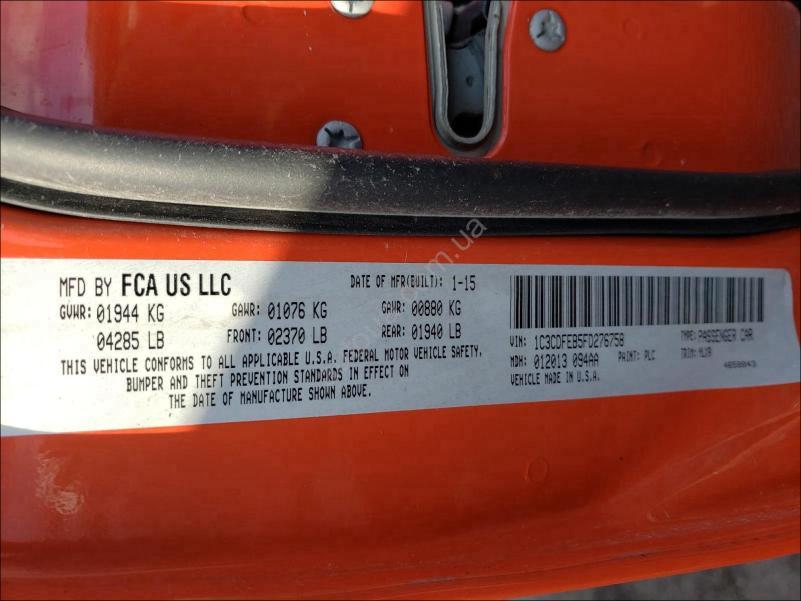 MFD BY FCA US LLC
DATE OF MFR(BUILT): 1-15
GVWR: 01944 KG
GAWR: 01076 KG
GAWR: 00880 KG
04285 LB
FRONT: 02370 LB
REAR: 01940 LB
THIS VEHICLE CONFORMS TO ALL APPLICABLE U.S.A. FEDERAL MOTOR VEHICLE SAFETY,
BUMPER AND THEFT PREVENTION STANDARDS IN EFFECT ON
THE DATE OF MANUFACTURE SHOWN ABOVE.
VIN: 1C3CDFEB5FD276758
TYPE: PASSENGER CAR
MDH: 012013 094AA
PAINT: PLC
TRIM:
VEHICLE MADE IN U.S.A.